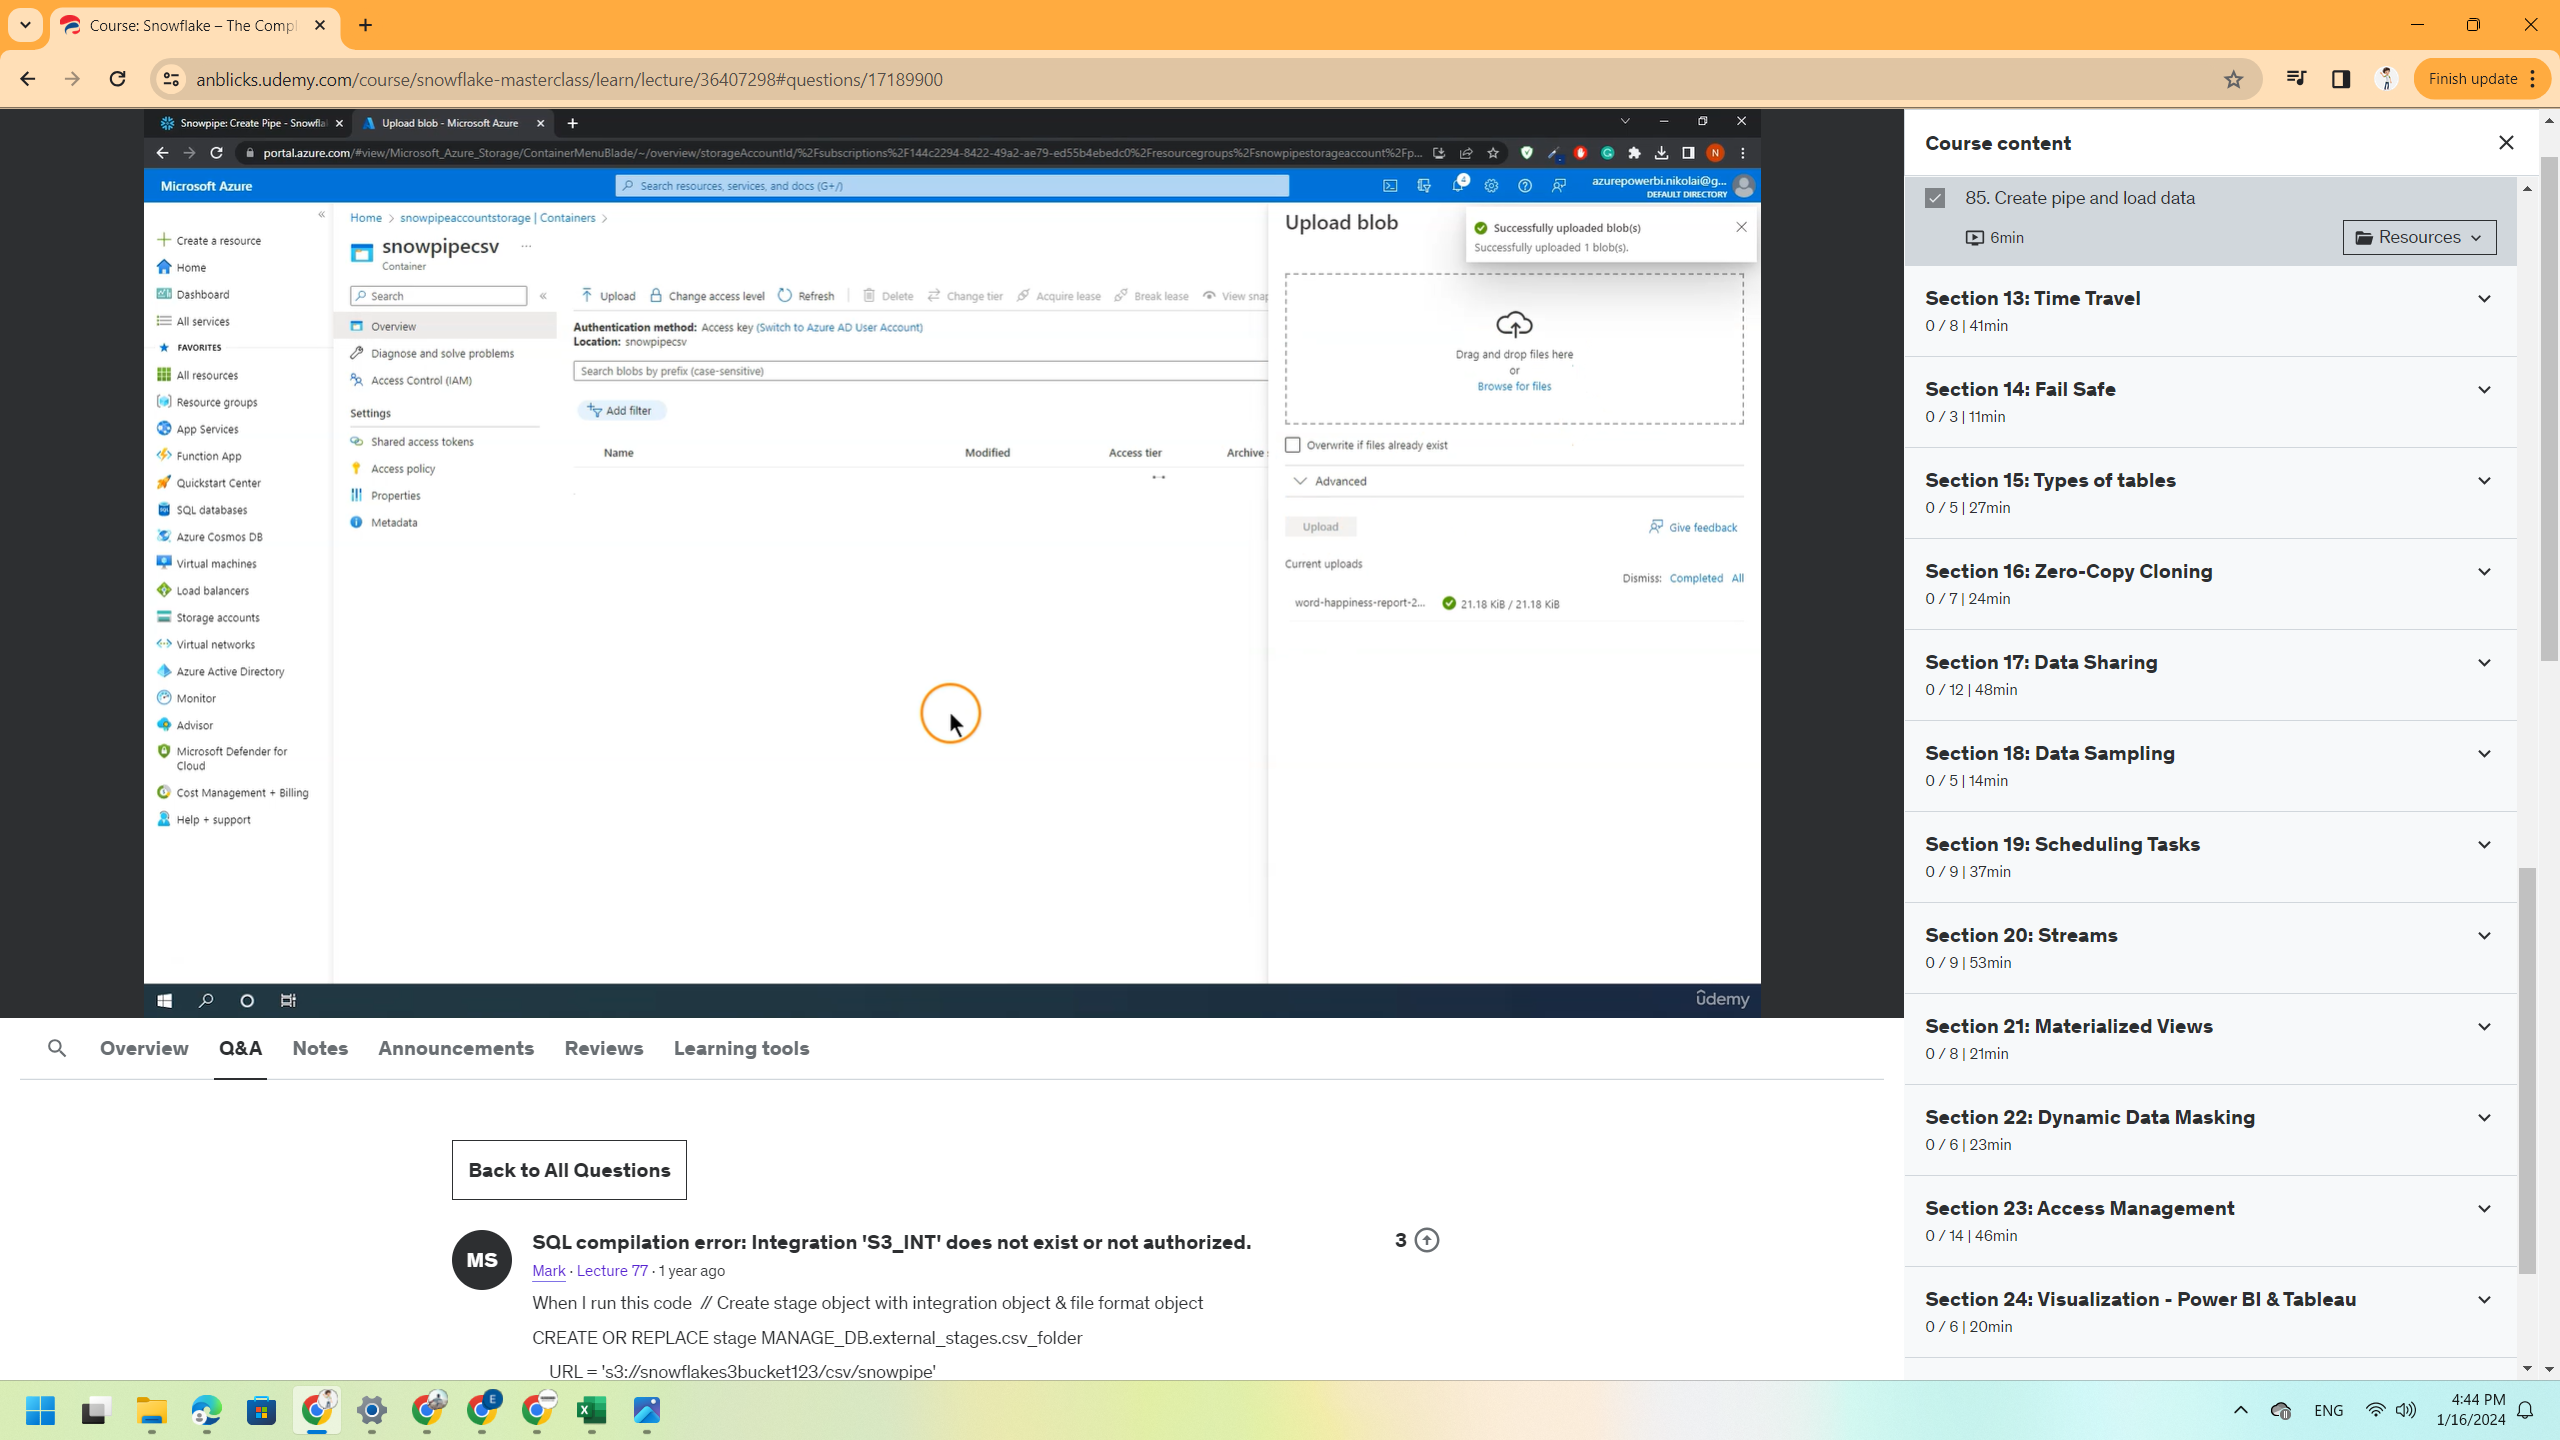 Course: Snowflake – The Compl
anblicks.udemy.com/course/snowflake-masterclass/learn/lecture/36407298#questions/17189900
Finish update
Snowpipe: Create Pipe - Snowfla
Upload blob - Microsoft Azure
portal.azure.com/#view/Microsoft_Azure_Storage/ContainerMenuBlade/~/overview/storageAccountId/%2Fsubscriptions%2F144c2294-8422-49a2-ae79-ed55b4ebedc0%2Fresourcegroups%2Fsnowpipestorageaccount%2Fp...
N
Microsoft Azure
Search resources, services, and docs (G+/)
4
azurepowerbi.nikolai@g...
DEFAULT DIRECTORY
Create a resource
Home
Dashboard
All services
FAVORITES
All resources
Resource groups
App Services
Function App
Quickstart Center
SQL databases
Azure Cosmos DB
Virtual machines
Load balancers
Storage accounts
Virtual networks
Azure Active Directory
Monitor
Advisor
Microsoft Defender for
Cloud
Cost Management + Billing
Help + support
Home > snowpipeaccountstorage | Containers >
snowpipecsv ...
Container
Search
Overview
Diagnose and solve problems
Access Control (IAM)
Settings
Shared access tokens
Access policy
Properties
Metadata
Upload Change access level Refresh Delete Change tier Acquire lease Break lease View snap
Authentication method: Access key (Switch to Azure AD User Account)
Location: snowpipecsv
Search blobs by prefix (case-sensitive)
Add filter
Name Modified Access tier Archive
Upload blob
Successfully uploaded blob(s)
Successfully uploaded 1 blob(s).
Drag and drop files here
or
Browse for files
Overwrite if files already exist
Advanced
Upload
Give feedback
Current uploads
Dismiss: Completed All
word-happiness-report-2... 21.18 KiB / 21.18 KiB
udemy
Overview Q&A Notes Announcements Reviews Learning tools
Back to All Questions
MS
SQL compilation error: Integration 'S3_INT' does not exist or not authorized.
3
Mark · Lecture 77 · 1 year ago
When I run this code // Create stage object with integration object & file format object
CREATE OR REPLACE stage MANAGE_DB.external_stages.csv_folder
URL = 's3://snowflakes3bucket123/csv/snowpipe'
Course content
85. Create pipe and load data
6min
Resources
Section 13: Time Travel
0 / 8 | 41min
Section 14: Fail Safe
0 / 3 | 11min
Section 15: Types of tables
0 / 5 | 27min
Section 16: Zero-Copy Cloning
0 / 7 | 24min
Section 17: Data Sharing
0 / 12 | 48min
Section 18: Data Sampling
0 / 5 | 14min
Section 19: Scheduling Tasks
0 / 9 | 37min
Section 20: Streams
0 / 9 | 53min
Section 21: Materialized Views
0 / 8 | 21min
Section 22: Dynamic Data Masking
0 / 6 | 23min
Section 23: Access Management
0 / 14 | 46min
Section 24: Visualization - Power BI & Tableau
0 / 6 | 20min
E
ENG
4:44 PM
1/16/2024